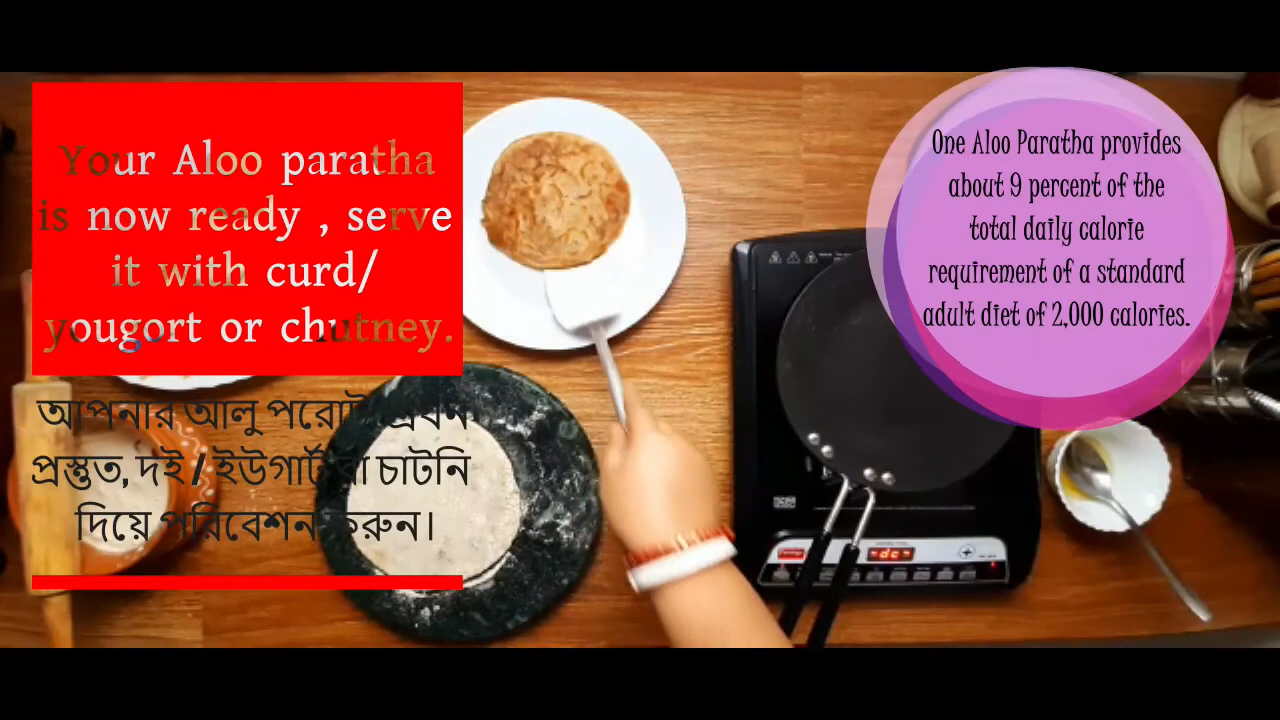 Your Aloo paratha
is now ready , serve
it with curd/
yougort or chutney.
আপনার আলু পরোটা এখন
প্রস্তুত, দই / ইউগার্ট বা চাটনি
দিয়ে পরিবেশন করুন।
One Aloo Paratha provides
about 9 percent of the
total daily calorie
requirement of a standard
adult diet of 2,000 calories.